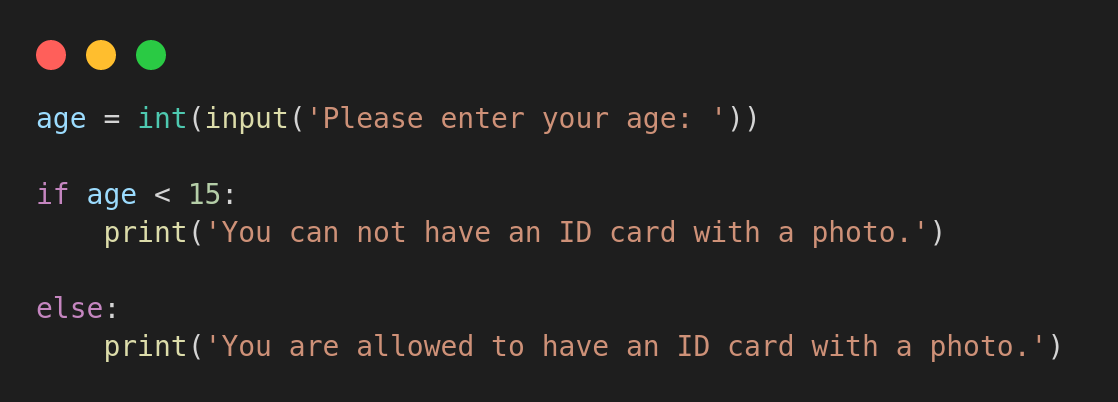 age = int(input('Please enter your age: '))
if age < 15:
    print('You can not have an ID card with a photo.')
else:
    print('You are allowed to have an ID card with a photo.')